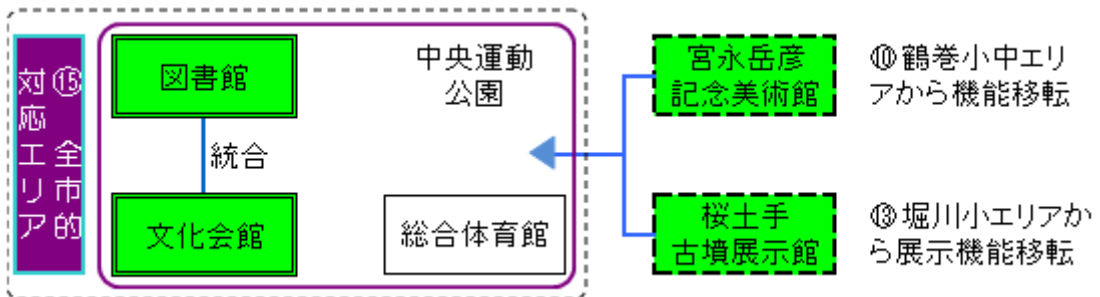 ⑮全市的
対応エリア
図書館
統合
文化会館
中央運動
公園
総合体育館
宮永岳彦
記念美術館
⑩鶴巻小中エリ
アから機能移転
桜土手
古墳展示館
⑬堀川小エリアか
ら展示機能移転